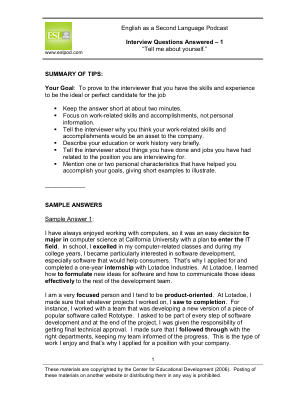 English as a Second Language Podcast
ESL
www.eslpod.com
Interview Questions Answered – 1
"Tell me about yourself."
SUMMARY OF TIPS:
Your Goal: To prove to the interviewer that you have the skills and experience
to be the ideal or perfect candidate for the job
• Keep the answer short at about two minutes.
• Focus on work-related skills and accomplishments, not personal
information.
• Tell the interviewer why you think your work-related skills and
accomplishments would be an asset to the company.
• Describe your education or work history very briefly.
• Tell the interviewer about things you have done and jobs you have had
related to the position you are interviewing for.
• Mention one or two personal characteristics that have helped you
accomplish your goals, giving short examples to illustrate.
SAMPLE ANSWERS
Sample Answer 1:
I have always enjoyed working with computers, so it was an easy decision to
major in computer science at California University with a plan to enter the IT
field. In school, I excelled in my computer-related classes and during my
college years, I became particularly interested in software development,
especially software that would help consumers. That's why I applied for and
completed a one-year internship with Lotadoe Industries. At Lotadoe, I learned
how to formulate new ideas for software and how to communicate those ideas
effectively to the rest of the development team.
I am a very focused person and I tend to be product-oriented. At Lotadoe, I
made sure that whatever projects I worked on, I saw to completion. For
instance, I worked with a team that was developing a new version of a piece of
popular software called Rototype. I asked to be part of every step of software
development and at the end of the project, I was given the responsibility of
getting final technical approval. I made sure that I followed through with the
right departments, keeping my team informed of the progress. This is the type of
work I enjoy and that's why I applied for a position with your company.
1
These materials are copyrighted by the Center for Educational Development (2006). Posting of
these materials on another website or distributing them in any way is prohibited.